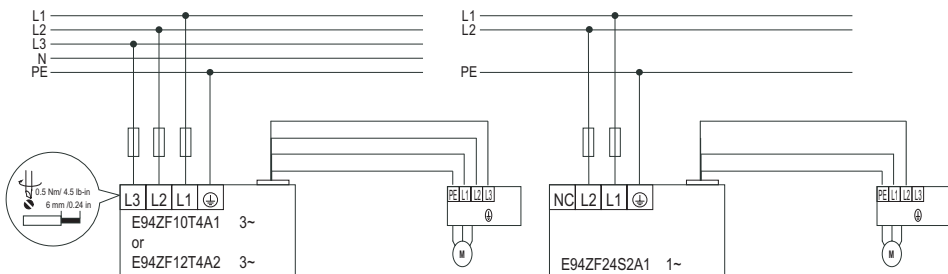 L1
L2
L3
N
PE
0.5 Nm/ 4.5 lb-in
6 mm /0.24 in
L3 L2 L1
E94ZF10T4A1 3~
or
E94ZF12T4A2 3~
PE L1 L2 L3
M
L1
L2
PE
NC L2 L1
E94ZF24S2A1 1~
PE L1 L2 L3
M